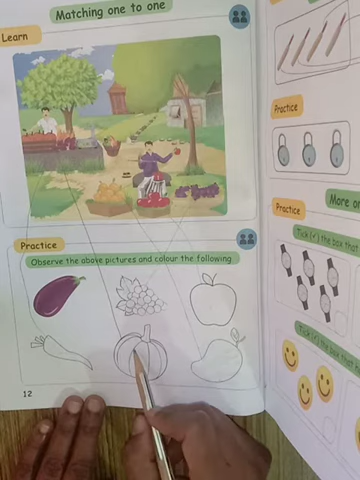 Matching one to one
Learn
Practice
Observe the above pictures and colour the following
12
Practice
Practice
More
Tick (✓) the box that
Tick (✓) the box that